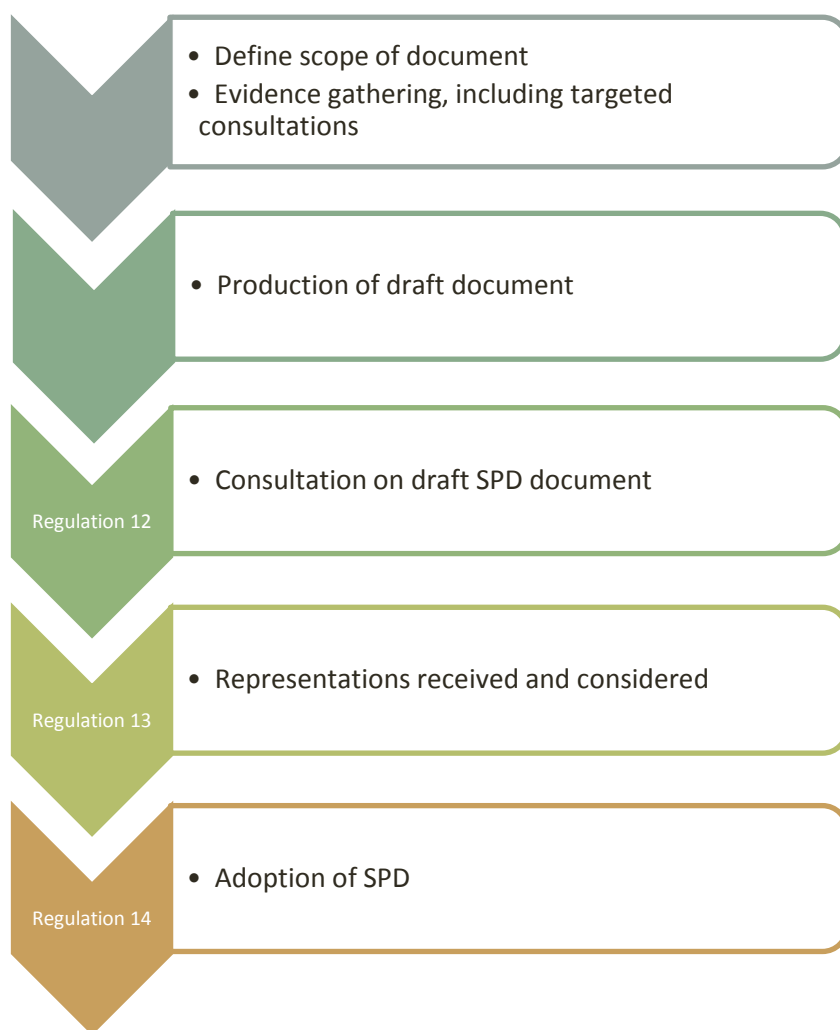 • Define scope of document
• Evidence gathering, including targeted
consultations
• Production of draft document
Regulation 12
• Consultation on draft SPD document
Regulation 13
• Representations received and considered
Regulation 14
• Adoption of SPD